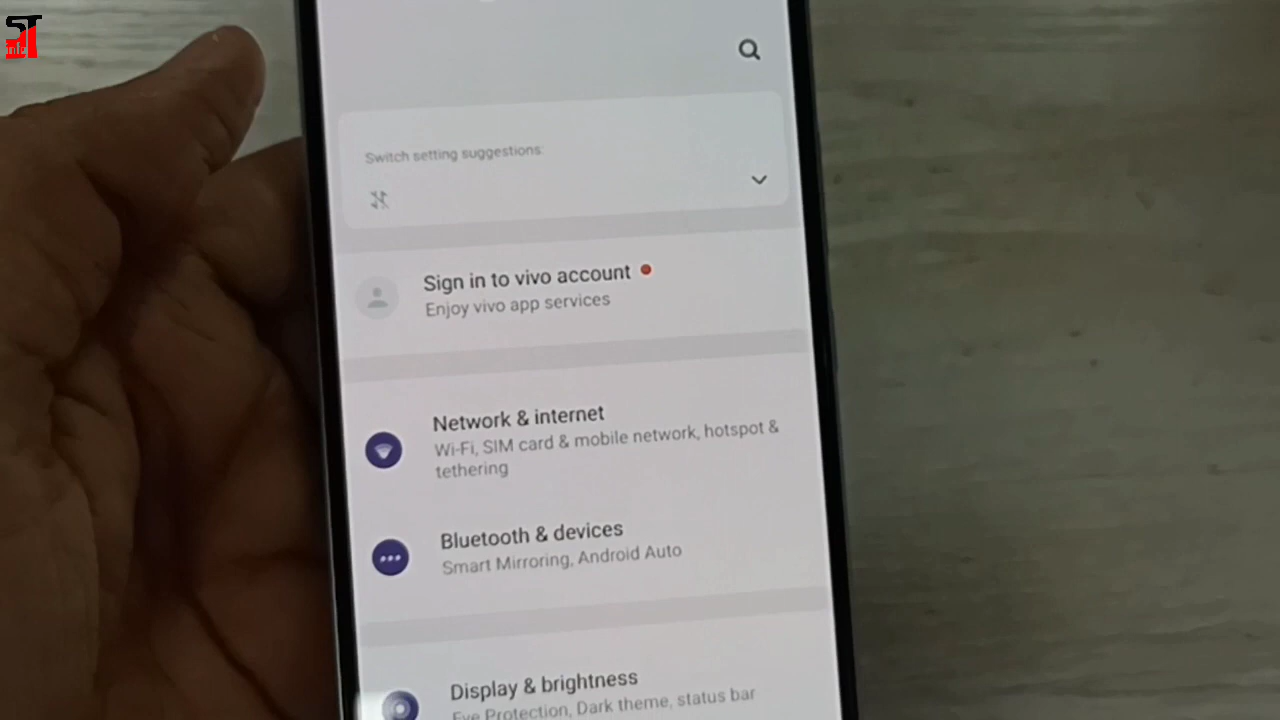 ST
info
Switch setting suggestions:
Sign in to vivo account
Enjoy vivo app services
Network & internet
Wi-Fi, SIM card & mobile network, hotspot &
tethering
Bluetooth & devices
Smart Mirroring, Android Auto
Display & brightness
Eye Protection, Dark theme, status bar